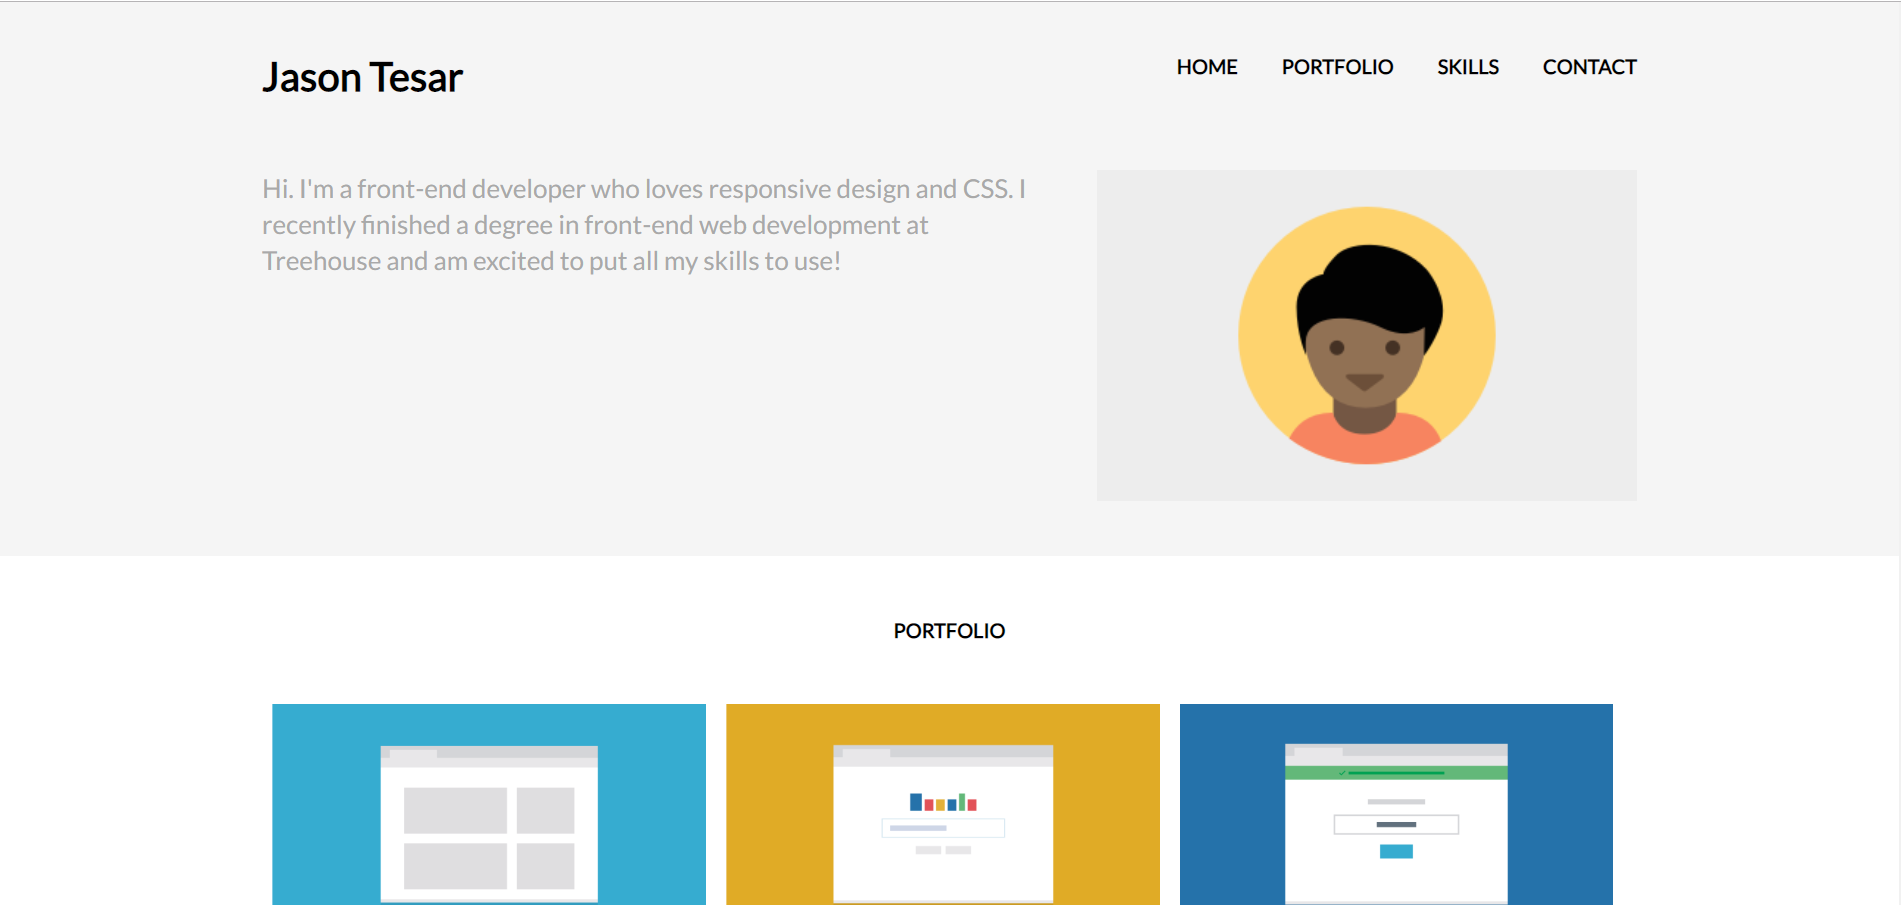 Jason Tesar
HOME PORTFOLIO SKILLS CONTACT
Hi. I'm a front-end developer who loves responsive design and CSS. I
recently finished a degree in front-end web development at
Treehouse and am excited to put all my skills to use!
PORTFOLIO